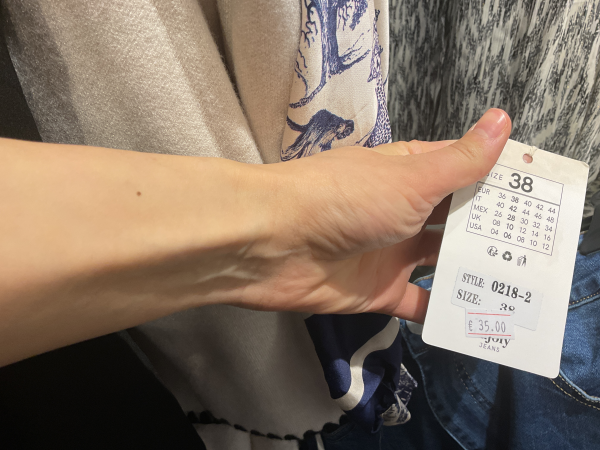 SIZE 38
EUR 36 38 40 42 44
IT 40 42 44 46 48
MEX 26 28 30 32 34
UK 08 10 12 14 16
USA 04 06 08 10 12
STYLE: 0218-2
SIZE: 38
€ 35.00
JEANS